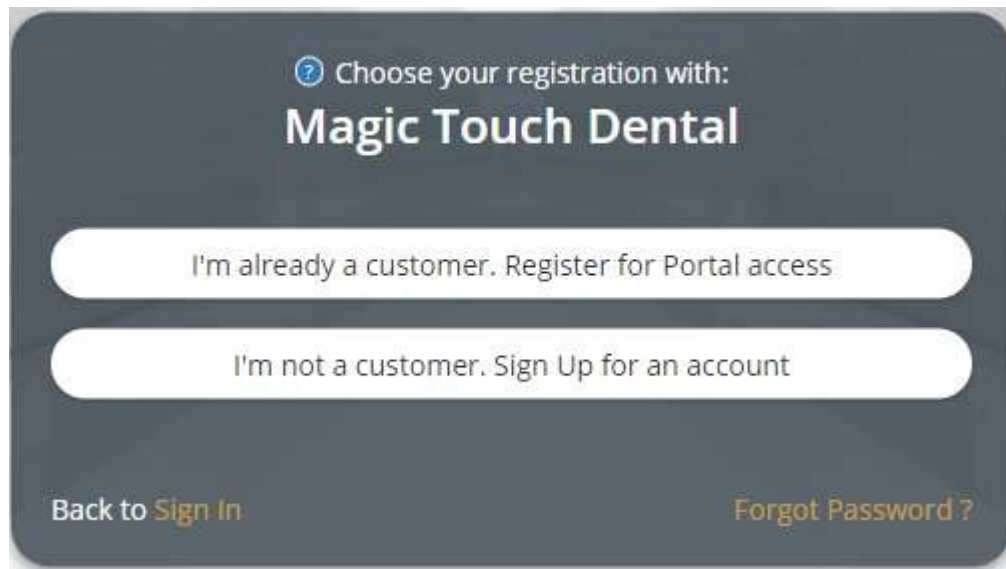 ? Choose your registration with:
Magic Touch Dental
I'm already a customer. Register for Portal access
I'm not a customer. Sign Up for an account
Back to Sign In
Forgot Password ?